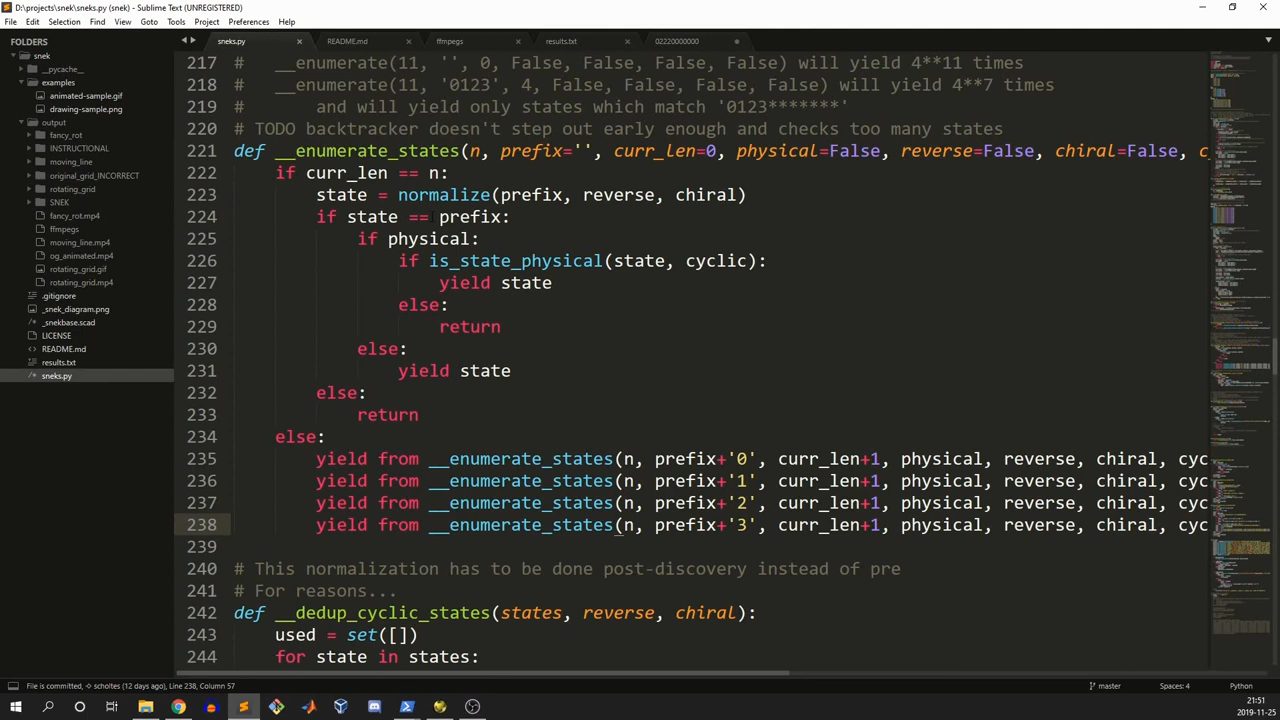 D:\projects\snek\sneks.py (snek) - Sublime Text (UNREGISTERED)
File Edit Selection Find View Goto Tools Project Preferences Help
FOLDERS
snek
__pycache__
examples
animated-sample.gif
drawing-sample.png
output
fancy_rot
INSTRUCTIONAL
moving_line
original_grid_INCORRECT
rotating_grid
SNEK
fancy_rot.mp4
ffmpegs
moving_line.mp4
og_animated.mp4
rotating_grid.gif
rotating_grid.mp4
.gitignore
_snek_diagram.png
_snekbase.scad
LICENSE
README.md
results.txt
sneks.py
sneks.py README.md ffmpegs results.txt 02220000000
217 #   __enumerate(11, '', 0, False, False, False, False) will yield 4**11 times
218 #   __enumerate(11, '0123', 4, False, False, False, False) will yield 4**7 times
219 #       and will yield only states which match '0123*******'
220 # TODO backtracker doesn't step out early enough and checks too many states
221 def __enumerate_states(n, prefix='', curr_len=0, physical=False, reverse=False, chiral=False, c
222     if curr_len == n:
223         state = normalize(prefix, reverse, chiral)
224         if state == prefix:
225             if physical:
226                 if is_state_physical(state, cyclic):
227                     yield state
228                 else:
229                     return
230             else:
231                 yield state
232         else:
233             return
234     else:
235         yield from __enumerate_states(n, prefix+'0', curr_len+1, physical, reverse, chiral, cyc
236         yield from __enumerate_states(n, prefix+'1', curr_len+1, physical, reverse, chiral, cyc
237         yield from __enumerate_states(n, prefix+'2', curr_len+1, physical, reverse, chiral, cyc
238         yield from __enumerate_states(n, prefix+'3', curr_len+1, physical, reverse, chiral, cyc
239
240 # This normalization has to be done post-discovery instead of pre
241 # For reasons...
242 def __dedup_cyclic_states(states, reverse, chiral):
243     used = set([])
244     for state in states:
File is committed, ⇨ scholtes (12 days ago), Line 238, Column 57 master Spaces: 4 Python
21:51
2019-11-25